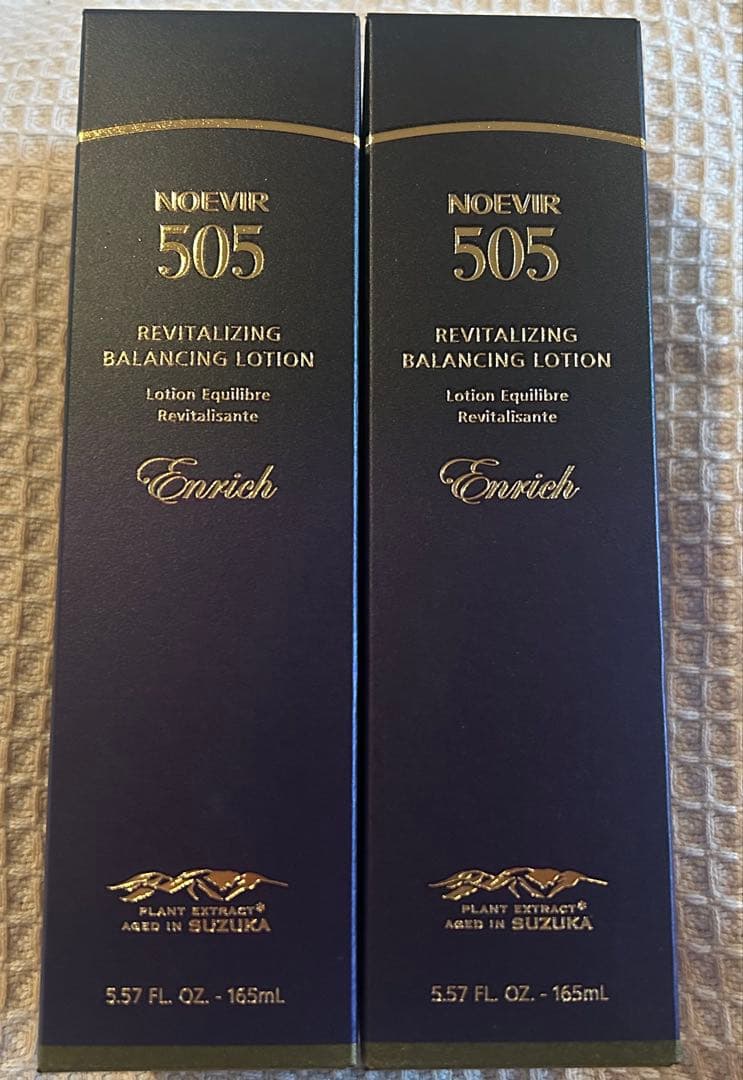 NOEVIR
505
REVITALIZING
BALANCING LOTION
Lotion Equilibre
Revitalisante
Enrich
PLANT EXTRACT*
AGED IN SUZUKA
5.57 FL. OZ. - 165mL
NOEVIR
505
REVITALIZING
BALANCING LOTION
Lotion Equilibre
Revitalisante
Enrich
PLANT EXTRACT*
AGED IN SUZUKA
5.57 FL. OZ. - 165mL